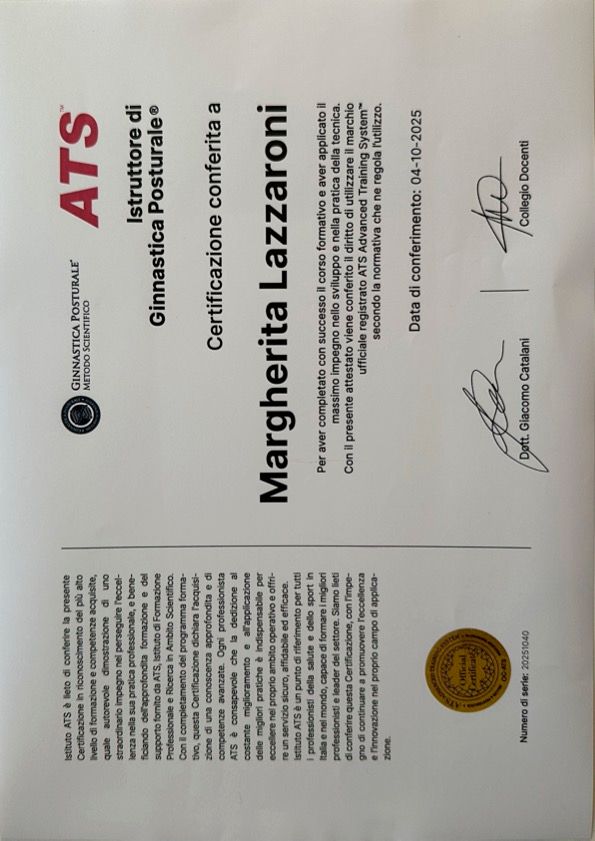 Istituto ATS è lieto di conferire la presente
Certificazione in riconoscimento del più alto
livello di formazione e competenze acquisite,
quale autorevole dimostrazione di uno
straordinario impegno nel perseguire l'eccel-
lenza nella sua pratica professionale, e bene-
ficiando dell'approfondita formazione e del
supporto fornito da ATS, Istituto di Formazione
Professionale e Ricerca in Ambito Scientifico.
Con il completamento del programma forma-
tivo, questa Certificazione dichiara l'acquisi-
zione di una conoscenza approfondita e di
competenze avanzate. Ogni professionista
ATS è consapevole che la dedizione al
costante miglioramento e all'applicazione
delle migliori pratiche è indispensabile per
eccellere nel proprio ambito operativo e offri-
re un servizio sicuro, affidabile ed efficace.
Istituto ATS è un punto di riferimento per tutti
i professionisti della salute e dello sport in
Italia e nel mondo, capace di formare i migliori
professionisti e leader del settore. Siamo lieti
di conferire questa Certificazione, con l'impe-
gno di continuare a promuovere l'eccellenza
e l'innovazione nel proprio campo di applica-
zione.
Official
Certificate
Numero di serie: 20251040
GINNASTICA POSTURALE®
METODO SCIENTIFICO
ATS™
Istruttore di
Ginnastica Posturale®
Certificazione conferita a
Margherita Lazzaroni
Per aver completato con successo il corso formativo e aver applicato il
massimo impegno nello sviluppo e nella pratica della tecnica.
Con il presente attestato viene conferito il diritto di utilizzare il marchio
ufficiale registrato ATS Advanced Training System™
secondo la normativa che ne regola l'utilizzo.
Data di conferimento: 04-10-2025
Dott. Giacomo Catalani
Collegio Docenti